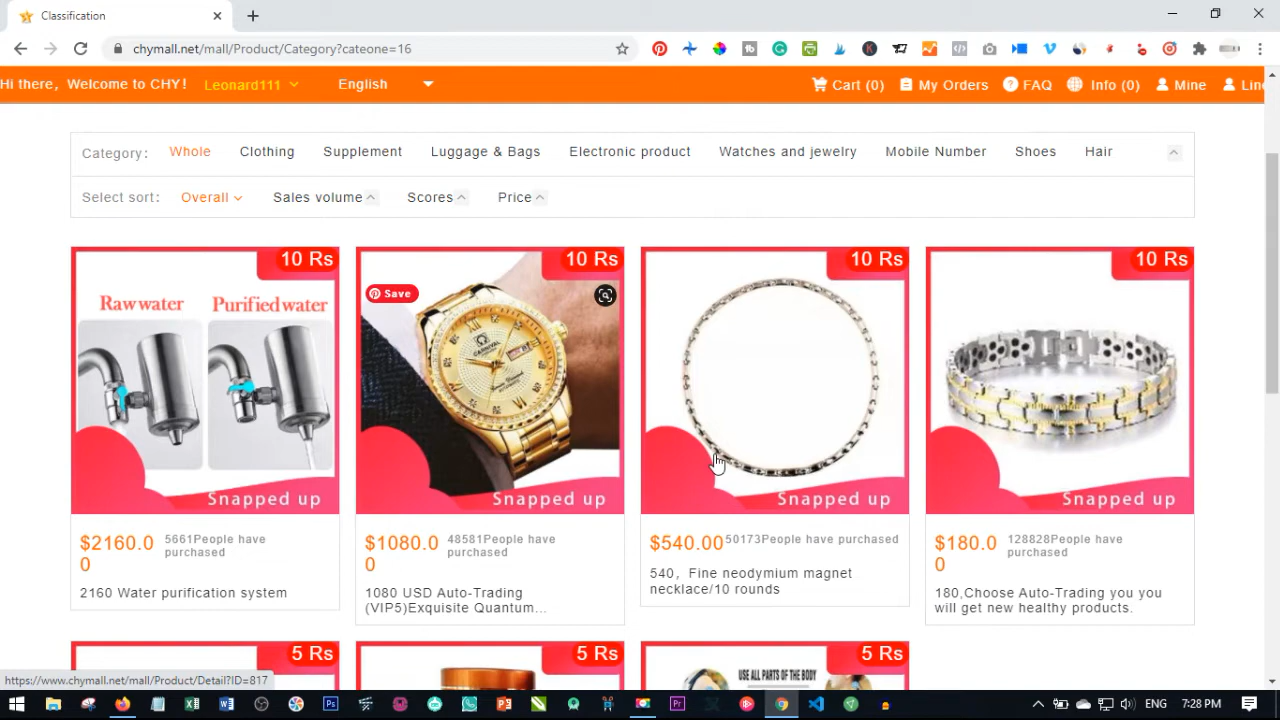 Classification
chymall.net/mall/Product/Category?cateone=16
Hi there, Welcome to CHY!
Leonard111
English
Cart (0)
My Orders
FAQ
Info (0)
Mine
Category:
Whole
Clothing
Supplement
Luggage & Bags
Electronic product
Watches and jewelry
Mobile Number
Shoes
Hair
Select sort:
Overall
Sales volume
Scores
Price
10 Rs
Raw water
Purified water
Snapped up
$2160.0
0
5661People have
purchased
2160 Water purification system
10 Rs
Save
CARNIVAL
Snapped up
$1080.0
0
48581People have
purchased
1080 USD Auto-Trading
(VIP5)Exquisite Quantum...
10 Rs
Snapped up
$540.00
50173People have purchased
540, Fine neodymium magnet
necklace/10 rounds
10 Rs
Snapped up
$180.0
0
128828People have
purchased
180,Choose Auto-Trading you you
will get new healthy products.
5 Rs
5 Rs
5 Rs
USE ALL PARTS OF THE BODY
https://www.chymall.net/mall/Product/Detail?ID=817
ENG
7:28 PM